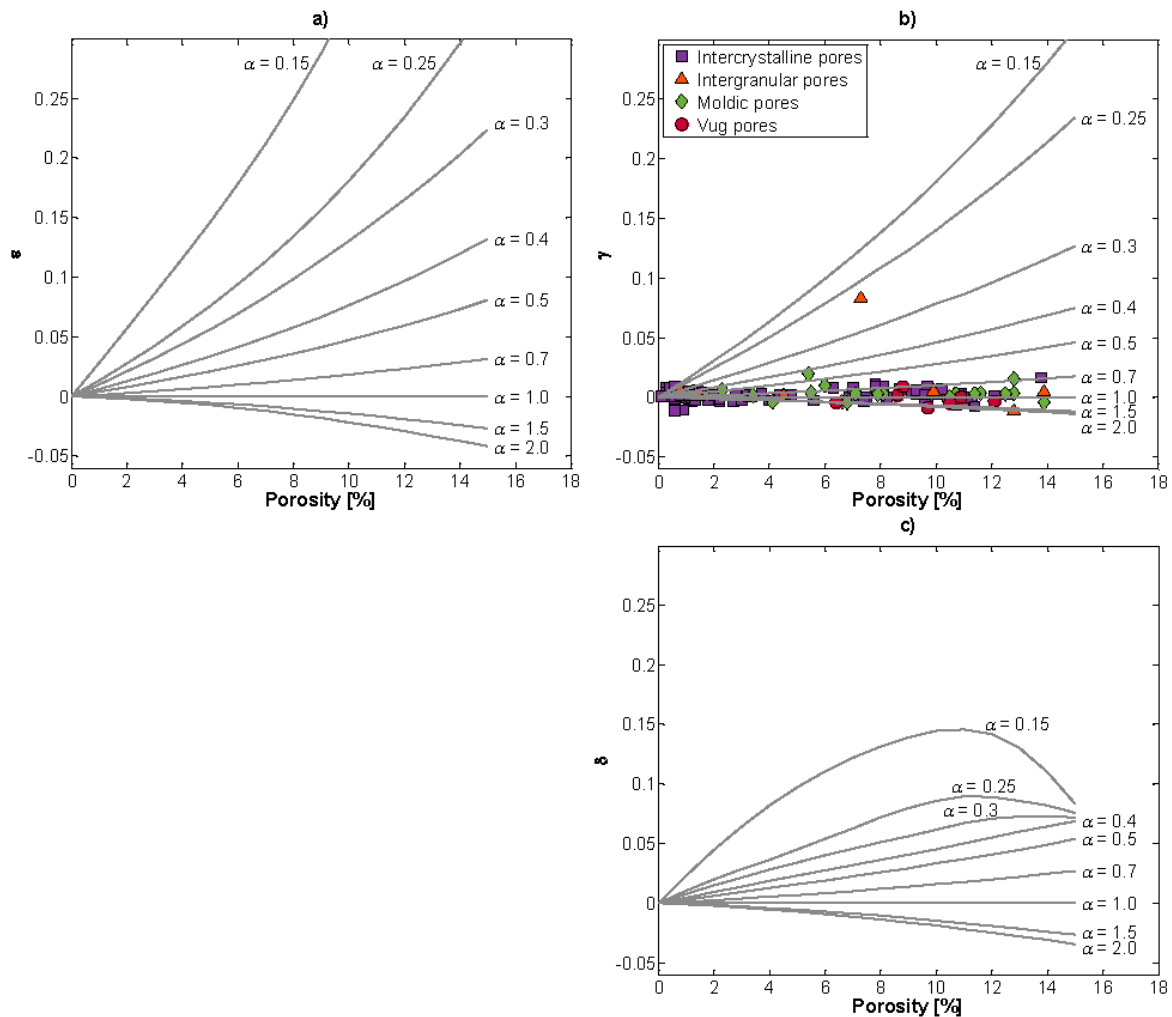 a)
0.25
0.2
0.15
0.1
0.05
0
-0.05
ε
α = 0.15
α = 0.25
α = 0.3
α = 0.4
α = 0.5
α = 0.7
α = 1.0
α = 1.5
α = 2.0
0 2 4 6 8 10 12 14 16 18
Porosity [%]
b)
Intercrystalline pores
Intergranular pores
Moldic pores
Vug pores
0.25
0.2
0.15
0.1
0.05
0
-0.05
γ
α = 0.15
α = 0.25
α = 0.3
α = 0.4
α = 0.5
α = 0.7
α = 1.0
α = 1.5
α = 2.0
0 2 4 6 8 10 12 14 16 18
Porosity [%]
c)
0.25
0.2
0.15
0.1
0.05
0
-0.05
δ
α = 0.15
α = 0.25
α = 0.3
α = 0.4
α = 0.5
α = 0.7
α = 1.0
α = 1.5
α = 2.0
0 2 4 6 8 10 12 14 16 18
Porosity [%]